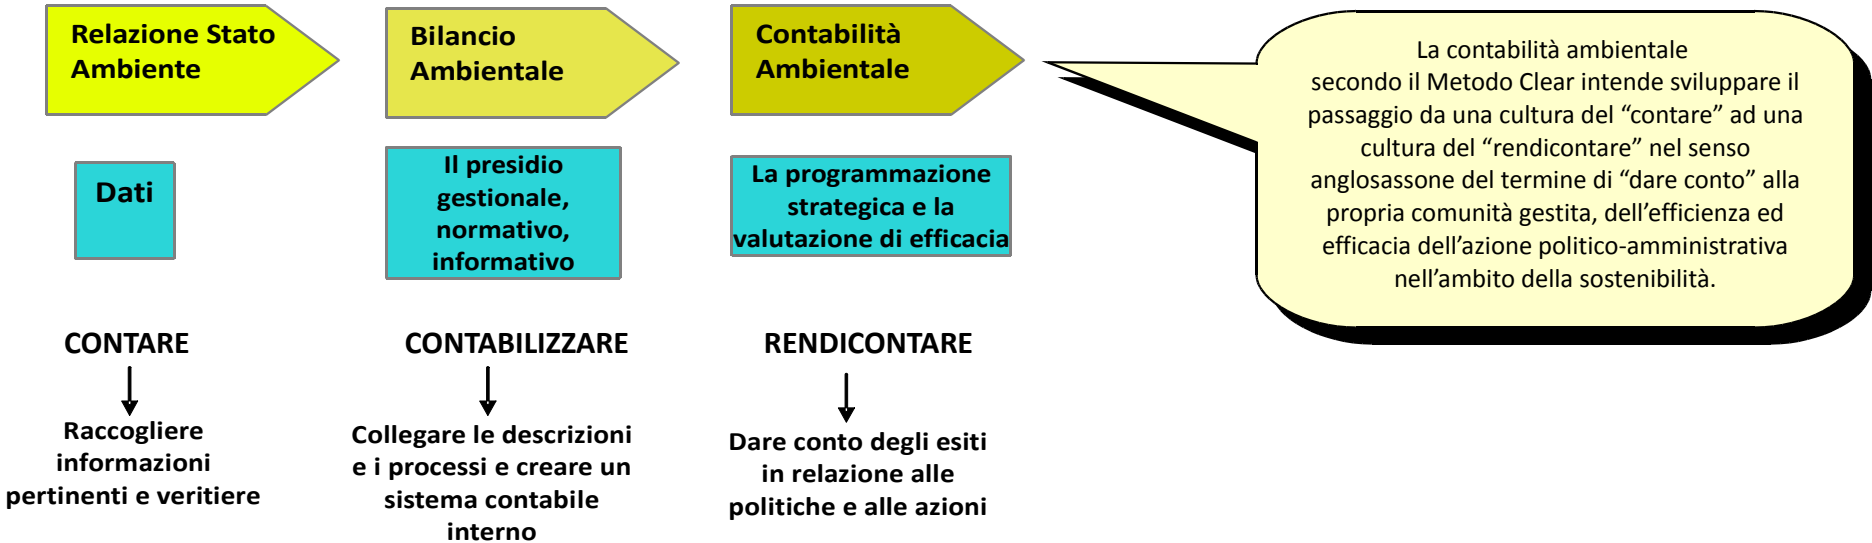 Relazione Stato
Ambiente
Bilancio
Ambientale
Contabilità
Ambientale
La contabilità ambientale
secondo il Metodo Clear intende sviluppare il
passaggio da una cultura del “contare” ad una
cultura del “rendicontare” nel senso
anglosassone del termine di “dare conto” alla
propria comunità gestita, dell’efficienza ed
efficacia dell’azione politico-amministrativa
nell’ambito della sostenibilità.
Dati
Il presidio
gestionale,
normativo,
informativo
La programmazione
strategica e la
valutazione di efficacia
CONTARE
CONTABILIZZARE
RENDICONTARE
Raccogliere
informazioni
pertinenti e veritiere
Collegare le descrizioni
e i processi e creare un
sistema contabile
interno
Dare conto degli esiti
in relazione alle
politiche e alle azioni